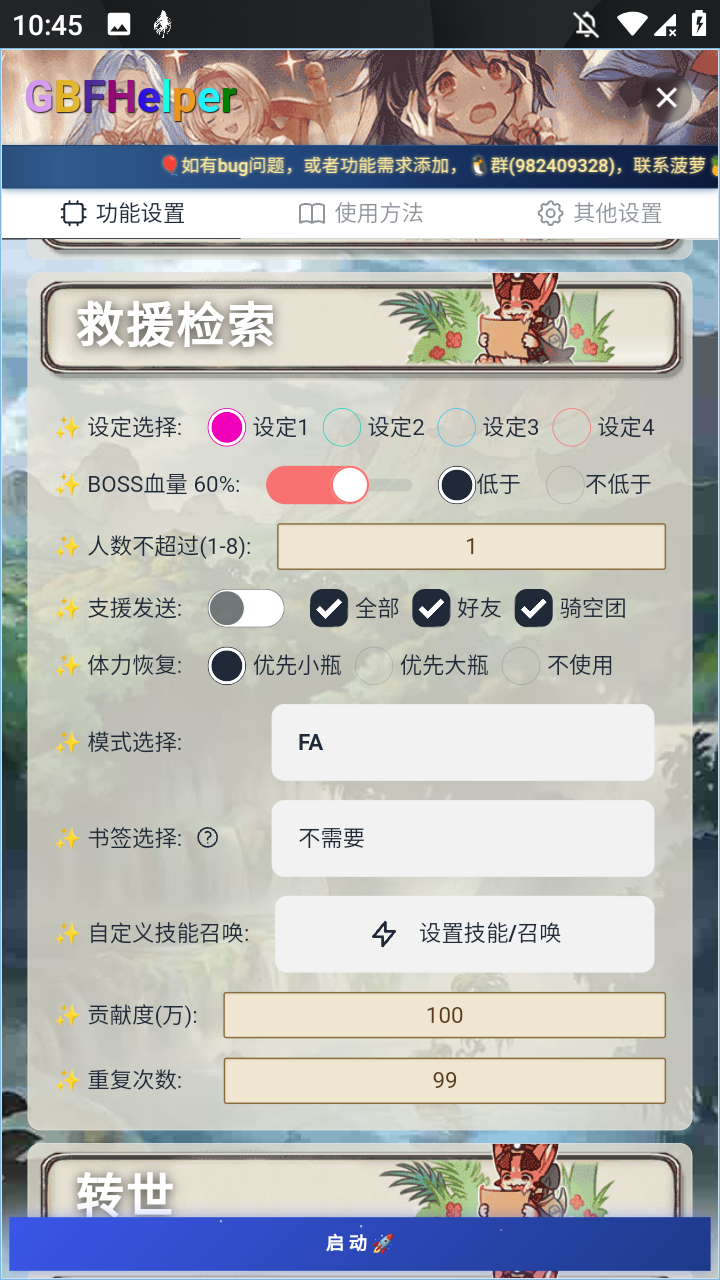 10:45
GBFHelper
🎈如有bug问题，或者功能需求添加，🐧群(982409328)，联系菠萝🍍
功能设置 使用方法 其他设置
救援检索
✨ 设定选择: 设定1 设定2 设定3 设定4
✨ BOSS血量 60%: 低于 不低于
✨ 人数不超过(1-8): 1
✨ 支援发送: 全部 好友 骑空团
✨ 体力恢复: 优先小瓶 优先大瓶 不使用
✨ 模式选择: FA
✨ 书签选择: 不需要
✨ 自定义技能召唤: 设置技能/召唤
✨ 贡献度(万): 100
✨ 重复次数: 99
转世
启动🚀